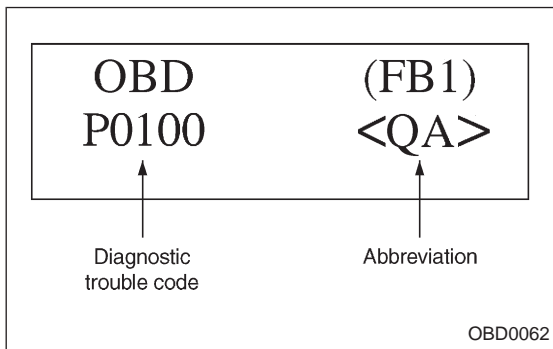 OBD (FB1)
P0100 <QA>
Diagnostic
trouble code
Abbreviation
OBD0062